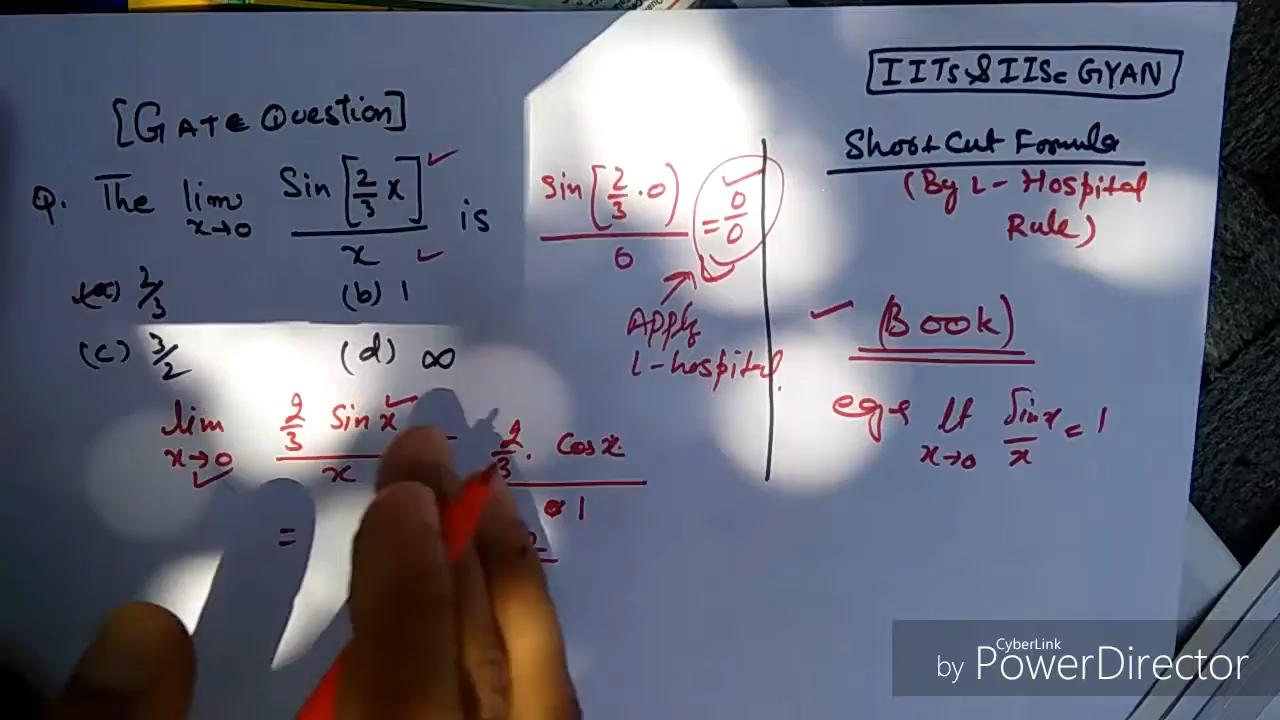 [GATE Question]
Q. The lim x→0 Sin[2/3 x] / x is
(a) 2/3 (b) 1
(c) 3/2 (d) ∞
lim x→0 2/3 Sin x / x
2/3 . Cos x / 1
=
Sin[2/3 . 0) / 0 = 0/0
Apply
L-hospital.
IITs & IISc GYAN
Shortcut Formula
(By L-Hospital
Rule)
(Book)
eg: lt x→0 Sin x / x = 1
CyberLink
by PowerDirector